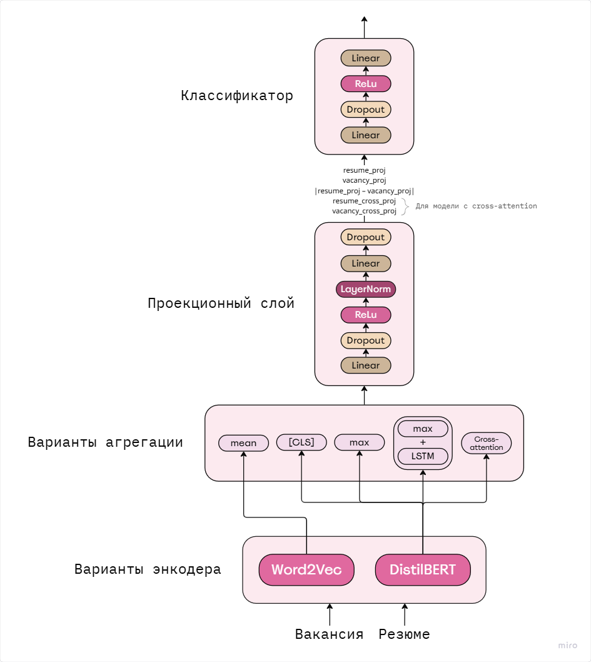 Linear
ReLu
Классификатор
Dropout
Linear
resume_proj
vacancy_proj
|resume_proj – vacancy_proj|
resume_cross_proj
vacancy_cross_proj
Для модели с cross-attention
Dropout
Linear
LayerNorm
Проекционный слой
ReLu
Dropout
Linear
Варианты агрегации
mean
[CLS]
max
max
+
LSTM
Cross-
attention
Варианты энкодера
Word2Vec
DistilBERT
Вакансия
Резюме
miro